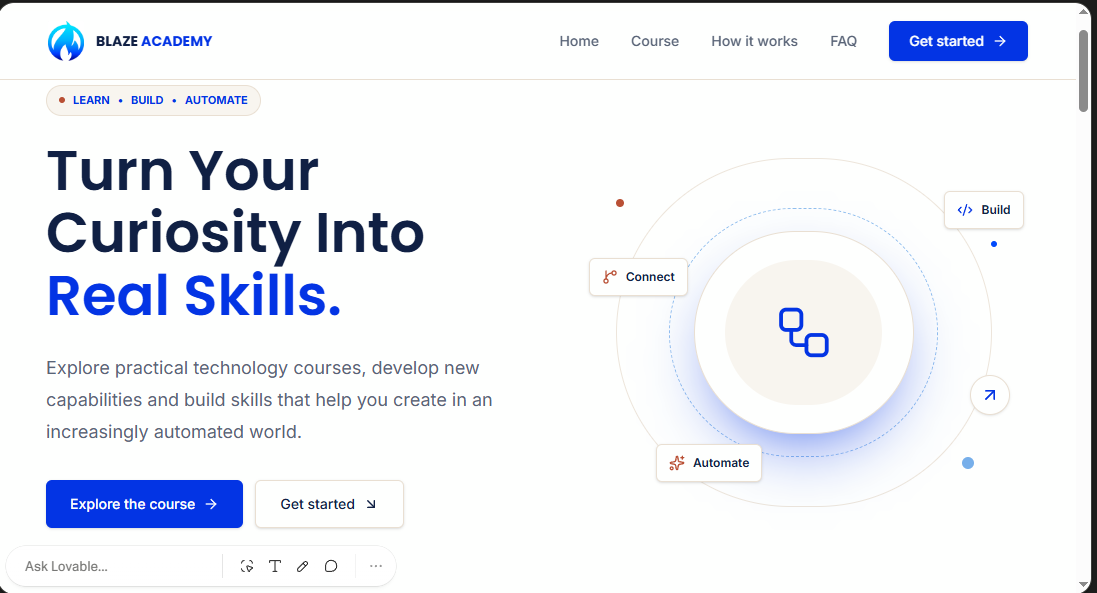 BLAZE ACADEMY
Home
Course
How it works
FAQ
Get started
LEARN • BUILD • AUTOMATE
Turn Your
Curiosity Into
Real Skills.
Explore practical technology courses, develop new
capabilities and build skills that help you create in an
increasingly automated world.
Explore the course
Get started
Build
Connect
Automate
Ask Lovable...